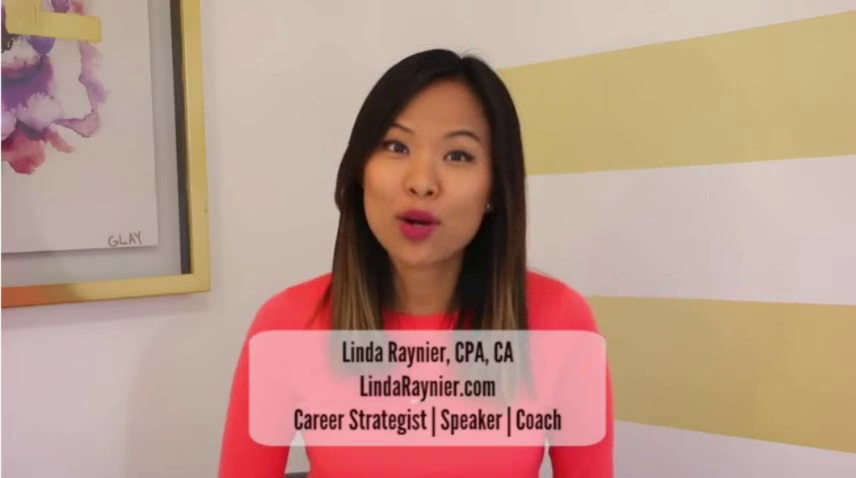 GLAY
Linda Raynier, CPA, CA
LindaRaynier.com
Career Strategist | Speaker | Coach